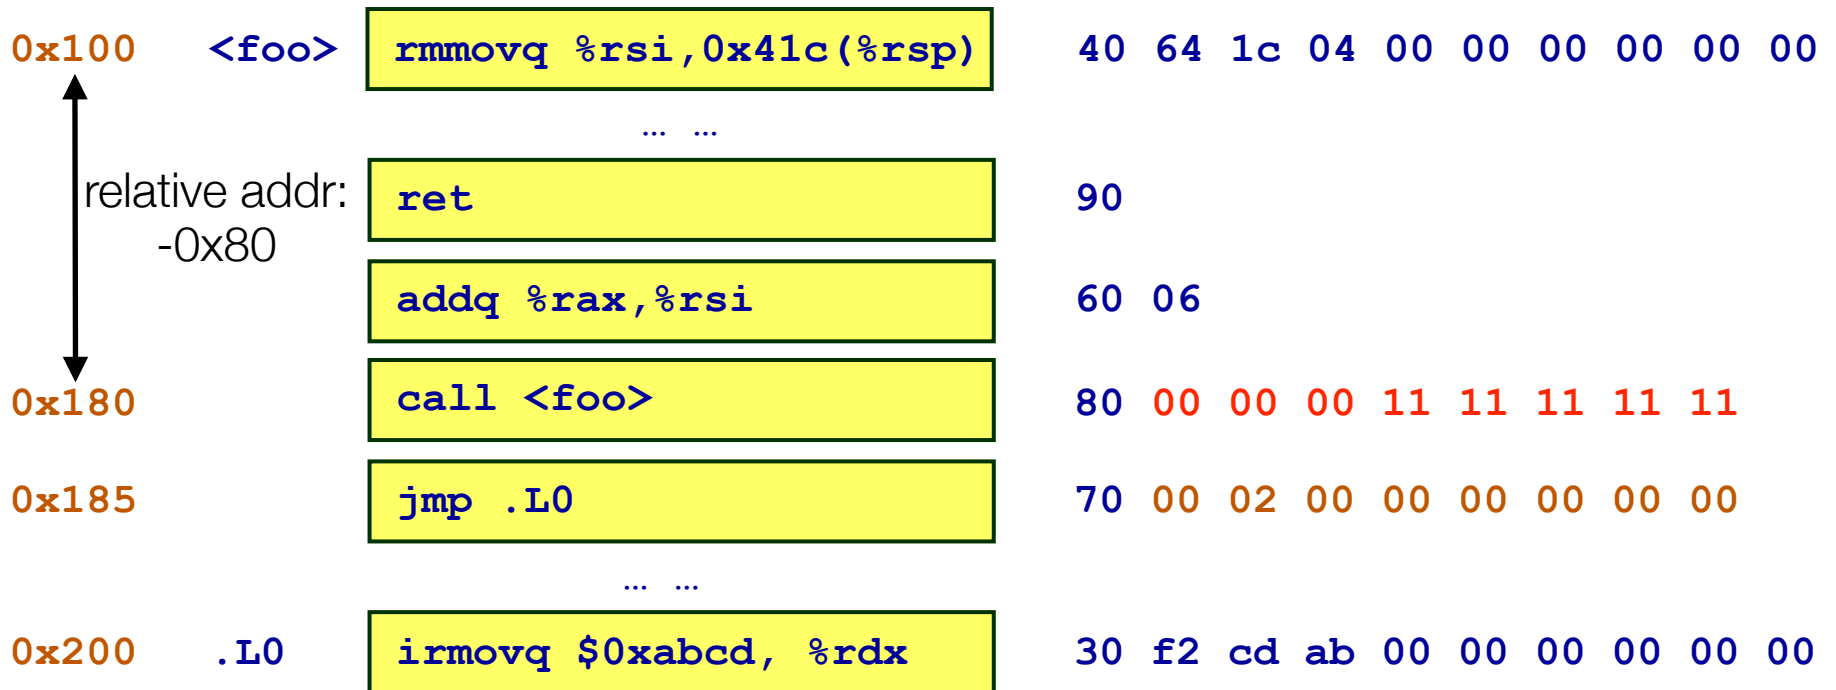 0x100 <foo> rmmovq %rsi,0x41c(%rsp) 40 64 1c 04 00 00 00 00 00 00
… …
relative addr:
-0x80
ret 90
addq %rax,%rsi 60 06
0x180 call <foo> 80 00 00 00 11 11 11 11 11
0x185 jmp .L0 70 00 02 00 00 00 00 00 00
… …
0x200 .L0 irmovq $0xabcd, %rdx 30 f2 cd ab 00 00 00 00 00 00